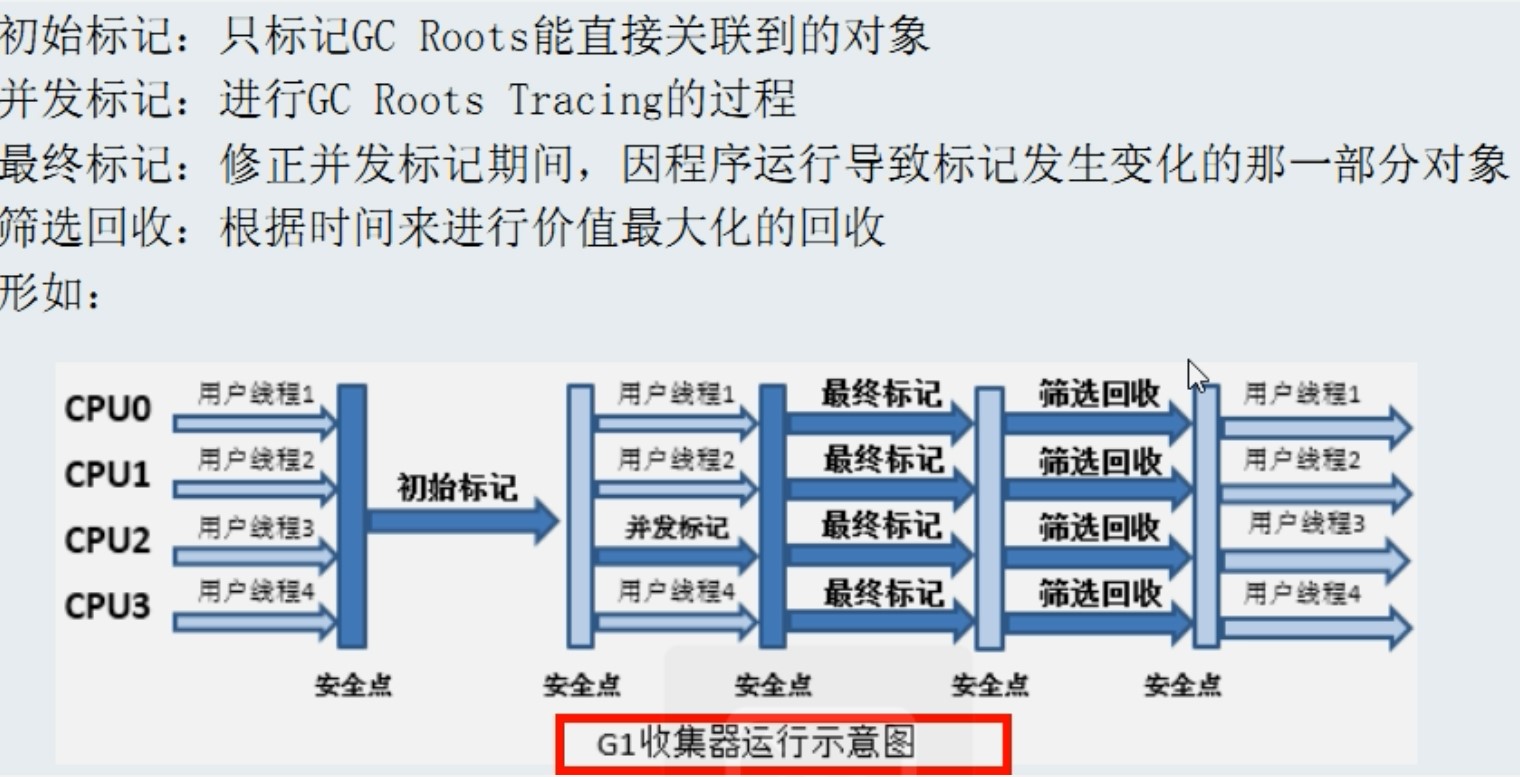 初始标记：只标记GC Roots能直接关联到的对象
并发标记：进行GC Roots Tracing的过程
最终标记：修正并发标记期间，因程序运行导致标记发生变化的那一部分对象
筛选回收：根据时间来进行价值最大化的回收
形如：
CPU0 用户线程1 用户线程1 最终标记 筛选回收 用户线程1
CPU1 用户线程2 用户线程2 最终标记 筛选回收 用户线程2
初始标记
CPU2 用户线程3 并发标记 最终标记 筛选回收 用户线程3
CPU3 用户线程4 用户线程4 最终标记 筛选回收 用户线程4
安全点 安全点 安全点 安全点 安全点
G1收集器运行示意图